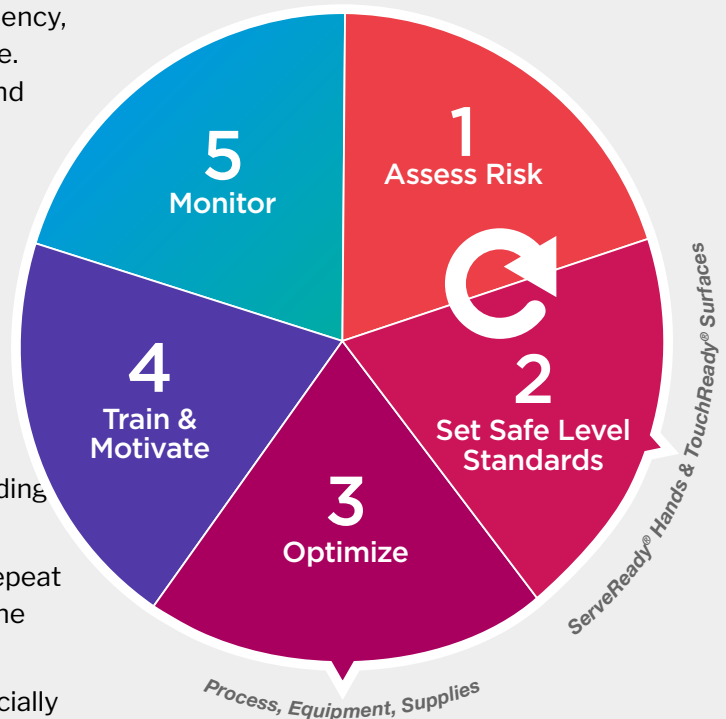 ency,
e.
nd
ding
epeat
ne
cially
1
Assess Risk
2
Set Safe Level
Standards
3
Optimize
4
Train &
Motivate
5
Monitor
ServeReady® Hands & TouchReady® Surfaces
Process, Equipment, Supplies